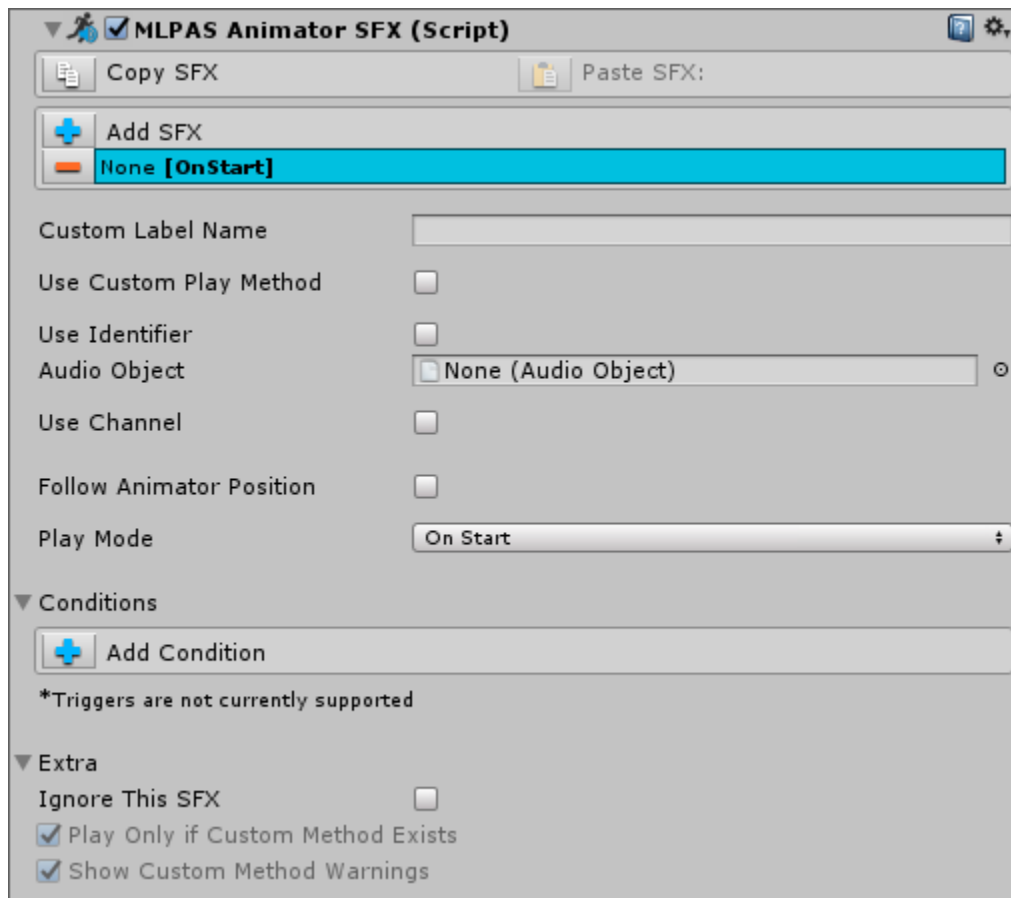 MLPAS Animator SFX (Script)
Copy SFX Paste SFX:
Add SFX
None [OnStart]
Custom Label Name
Use Custom Play Method
Use Identifier
Audio Object None (Audio Object)
Use Channel
Follow Animator Position
Play Mode On Start
Conditions
Add Condition
*Triggers are not currently supported
Extra
Ignore This SFX
Play Only if Custom Method Exists
Show Custom Method Warnings